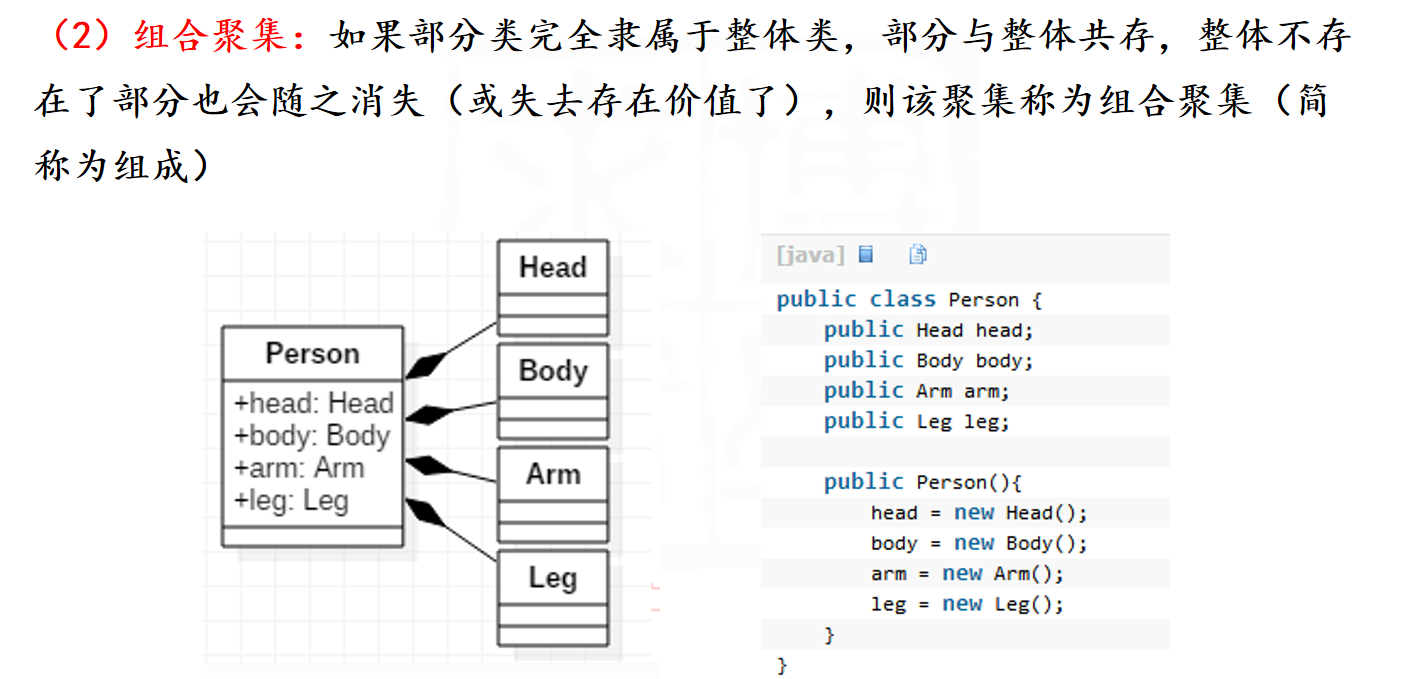 （2）组合聚集：如果部分类完全隶属于整体类，部分与整体共存，整体不存
在了部分也会随之消失（或失去存在价值了），则该聚集称为组合聚集（简
称为组成）
Person
+head: Head
+body: Body
+arm: Arm
+leg: Leg
Head
Body
Arm
Leg
[java]
public class Person {
public Head head;
public Body body;
public Arm arm;
public Leg leg;
public Person(){
head = new Head();
body = new Body();
arm = new Arm();
leg = new Leg();
}
}